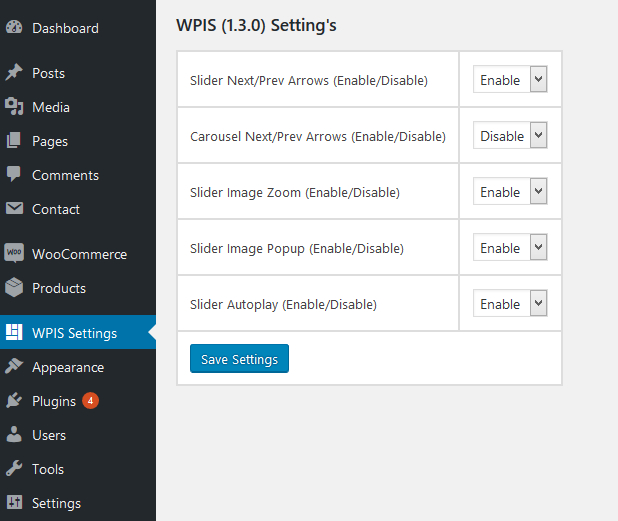 Dashboard
Posts
Media
Pages
Comments
Contact
WOO WooCommerce
Products
WPIS Settings
Appearance
Plugins 4
Users
Tools
Settings
WPIS (1.3.0) Setting's
Slider Next/Prev Arrows (Enable/Disable) Enable
Carousel Next/Prev Arrows (Enable/Disable) Disable
Slider Image Zoom (Enable/Disable) Enable
Slider Image Popup (Enable/Disable) Enable
Slider Autoplay (Enable/Disable) Enable
Save Settings